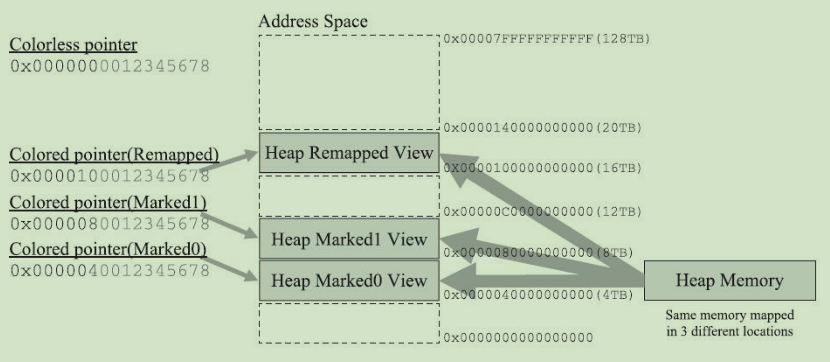 Address Space
Colorless pointer
0x0000000012345678
0x00007FFFFFFFFFFF(128TB)
0x0000140000000000(20TB)
Colored pointer(Remapped)
0x0000100012345678
Heap Remapped View
0x0000100000000000(16TB)
Colored pointer(Marked1)
0x0000080012345678
0x00000C0000000000(12TB)
Heap Marked1 View
0x0000080000000000(8TB)
Colored pointer(Marked0)
0x0000040012345678
Heap Marked0 View
0x0000040000000000(4TB)
Heap Memory
Same memory mapped
in 3 different locations
0x0000000000000000